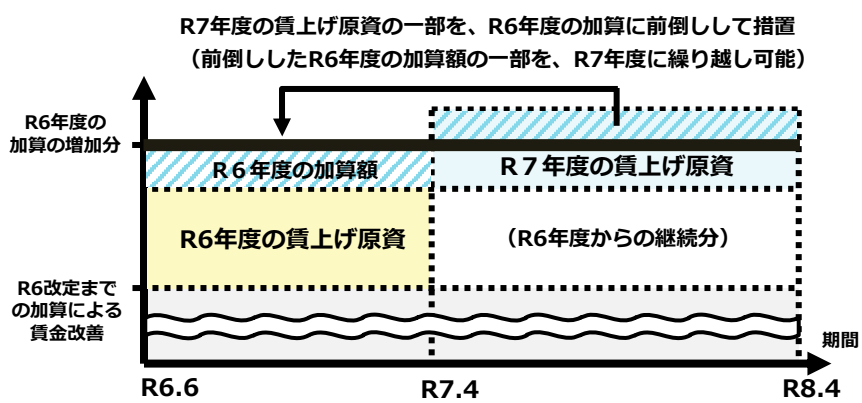 R7年度の賃上げ原資の一部を、R6年度の加算に前倒しして措置
（前倒ししたR6年度の加算額の一部を、R7年度に繰り越し可能）
R6年度の
加算の増加分
R６年度の加算額
R７年度の賃上げ原資
R6年度の賃上げ原資
（R6年度からの継続分）
R6改定まで
の加算による
賃金改善
期間
R6.6
R7.4
R8.4